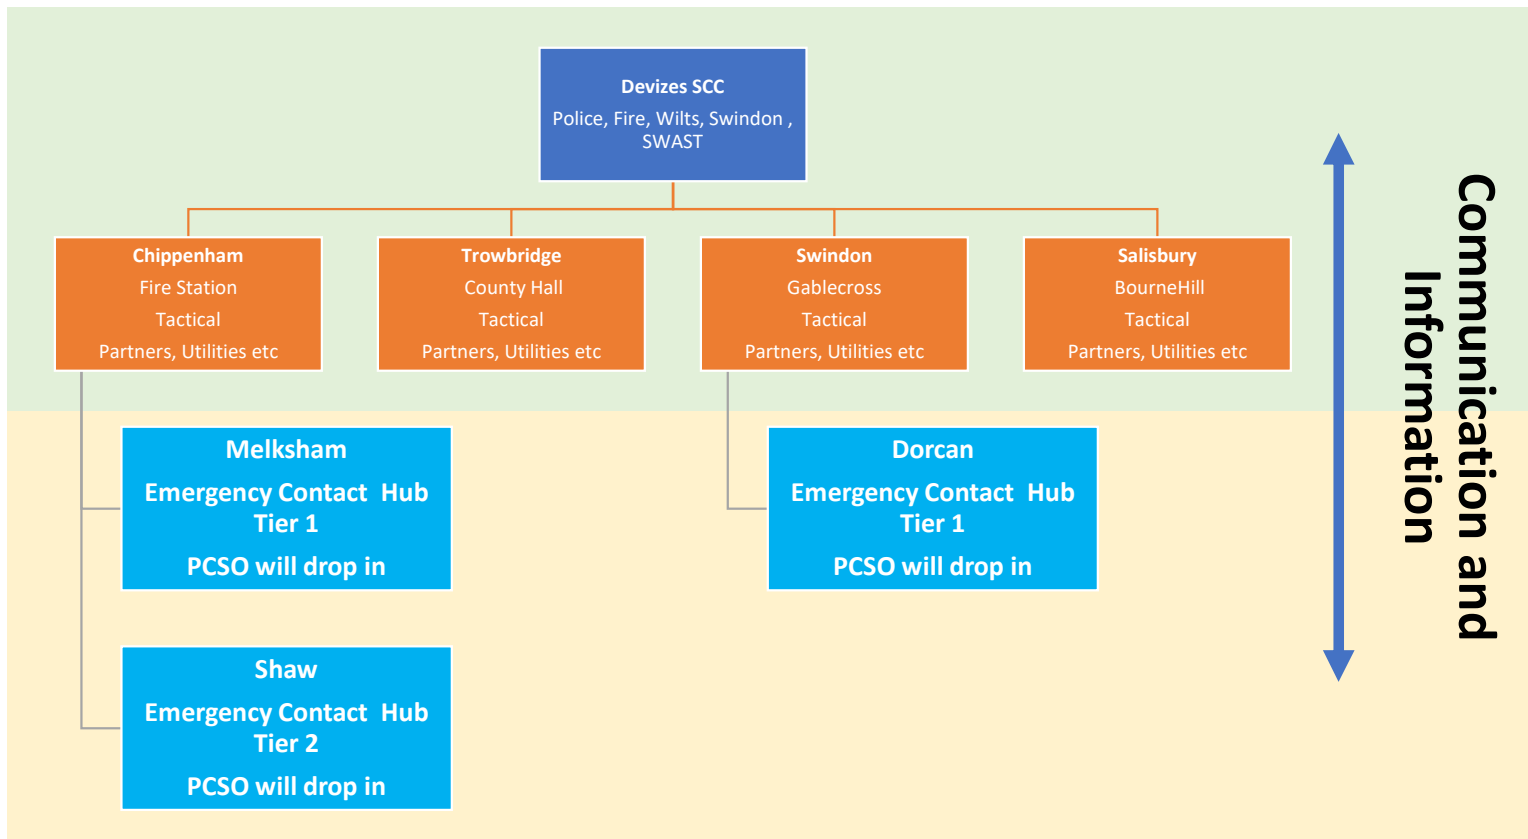 Devizes SCC
Police, Fire, Wilts, Swindon ,
SWAST
Chippenham
Fire Station
Tactical
Partners, Utilities etc
Trowbridge
County Hall
Tactical
Partners, Utilities etc
Swindon
Gablecross
Tactical
Partners, Utilities etc
Salisbury
BourneHill
Tactical
Partners, Utilities etc
Melksham
Emergency Contact  Hub
Tier 1
PCSO will drop in
Dorcan
Emergency Contact  Hub
Tier 1
PCSO will drop in
Shaw
Emergency Contact  Hub
Tier 2
PCSO will drop in
Communication and
Information